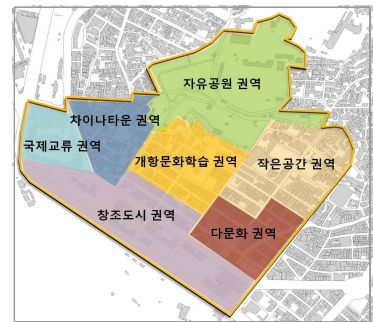 자유공원 권역
차이나타운 권역
국제교류 권역
개항문화학습 권역
작은공간 권역
창조도시 권역
다문화 권역